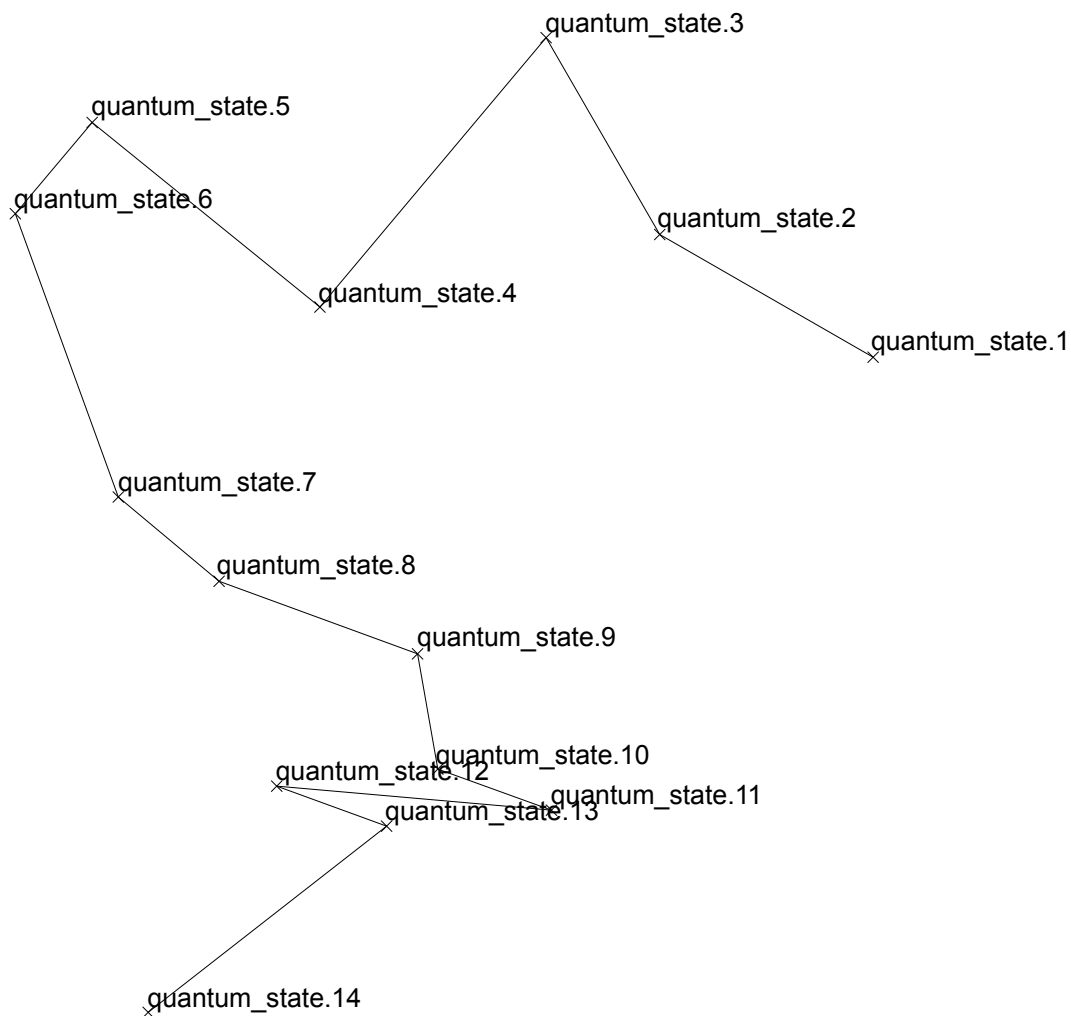 quantum_state.3
quantum_state.5
quantum_state.6
quantum_state.2
quantum_state.4
quantum_state.1
quantum_state.7
quantum_state.8
quantum_state.9
quantum_state.10
quantum_state.12
quantum_state.11
quantum_state.13
quantum_state.14